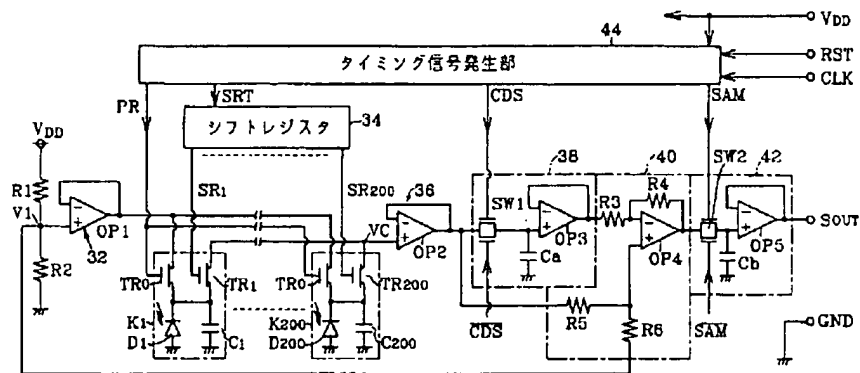 44
VDD
タイミング信号発生部
RST
CLK
PR
SRT
CDS
SAM
シフトレジスタ
34
VDD
R1
V1
R2
32
OP1
SR1
SR200
36
OP2
VC
38
SW1
OP3
Ca
CDS
40
R3
R4
OP4
R5
R6
SW2
42
OP5
Cb
SAM
SOUT
GND
TR0
TR1
K1
D1
C1
TR0
TR200
K200
D200
C200